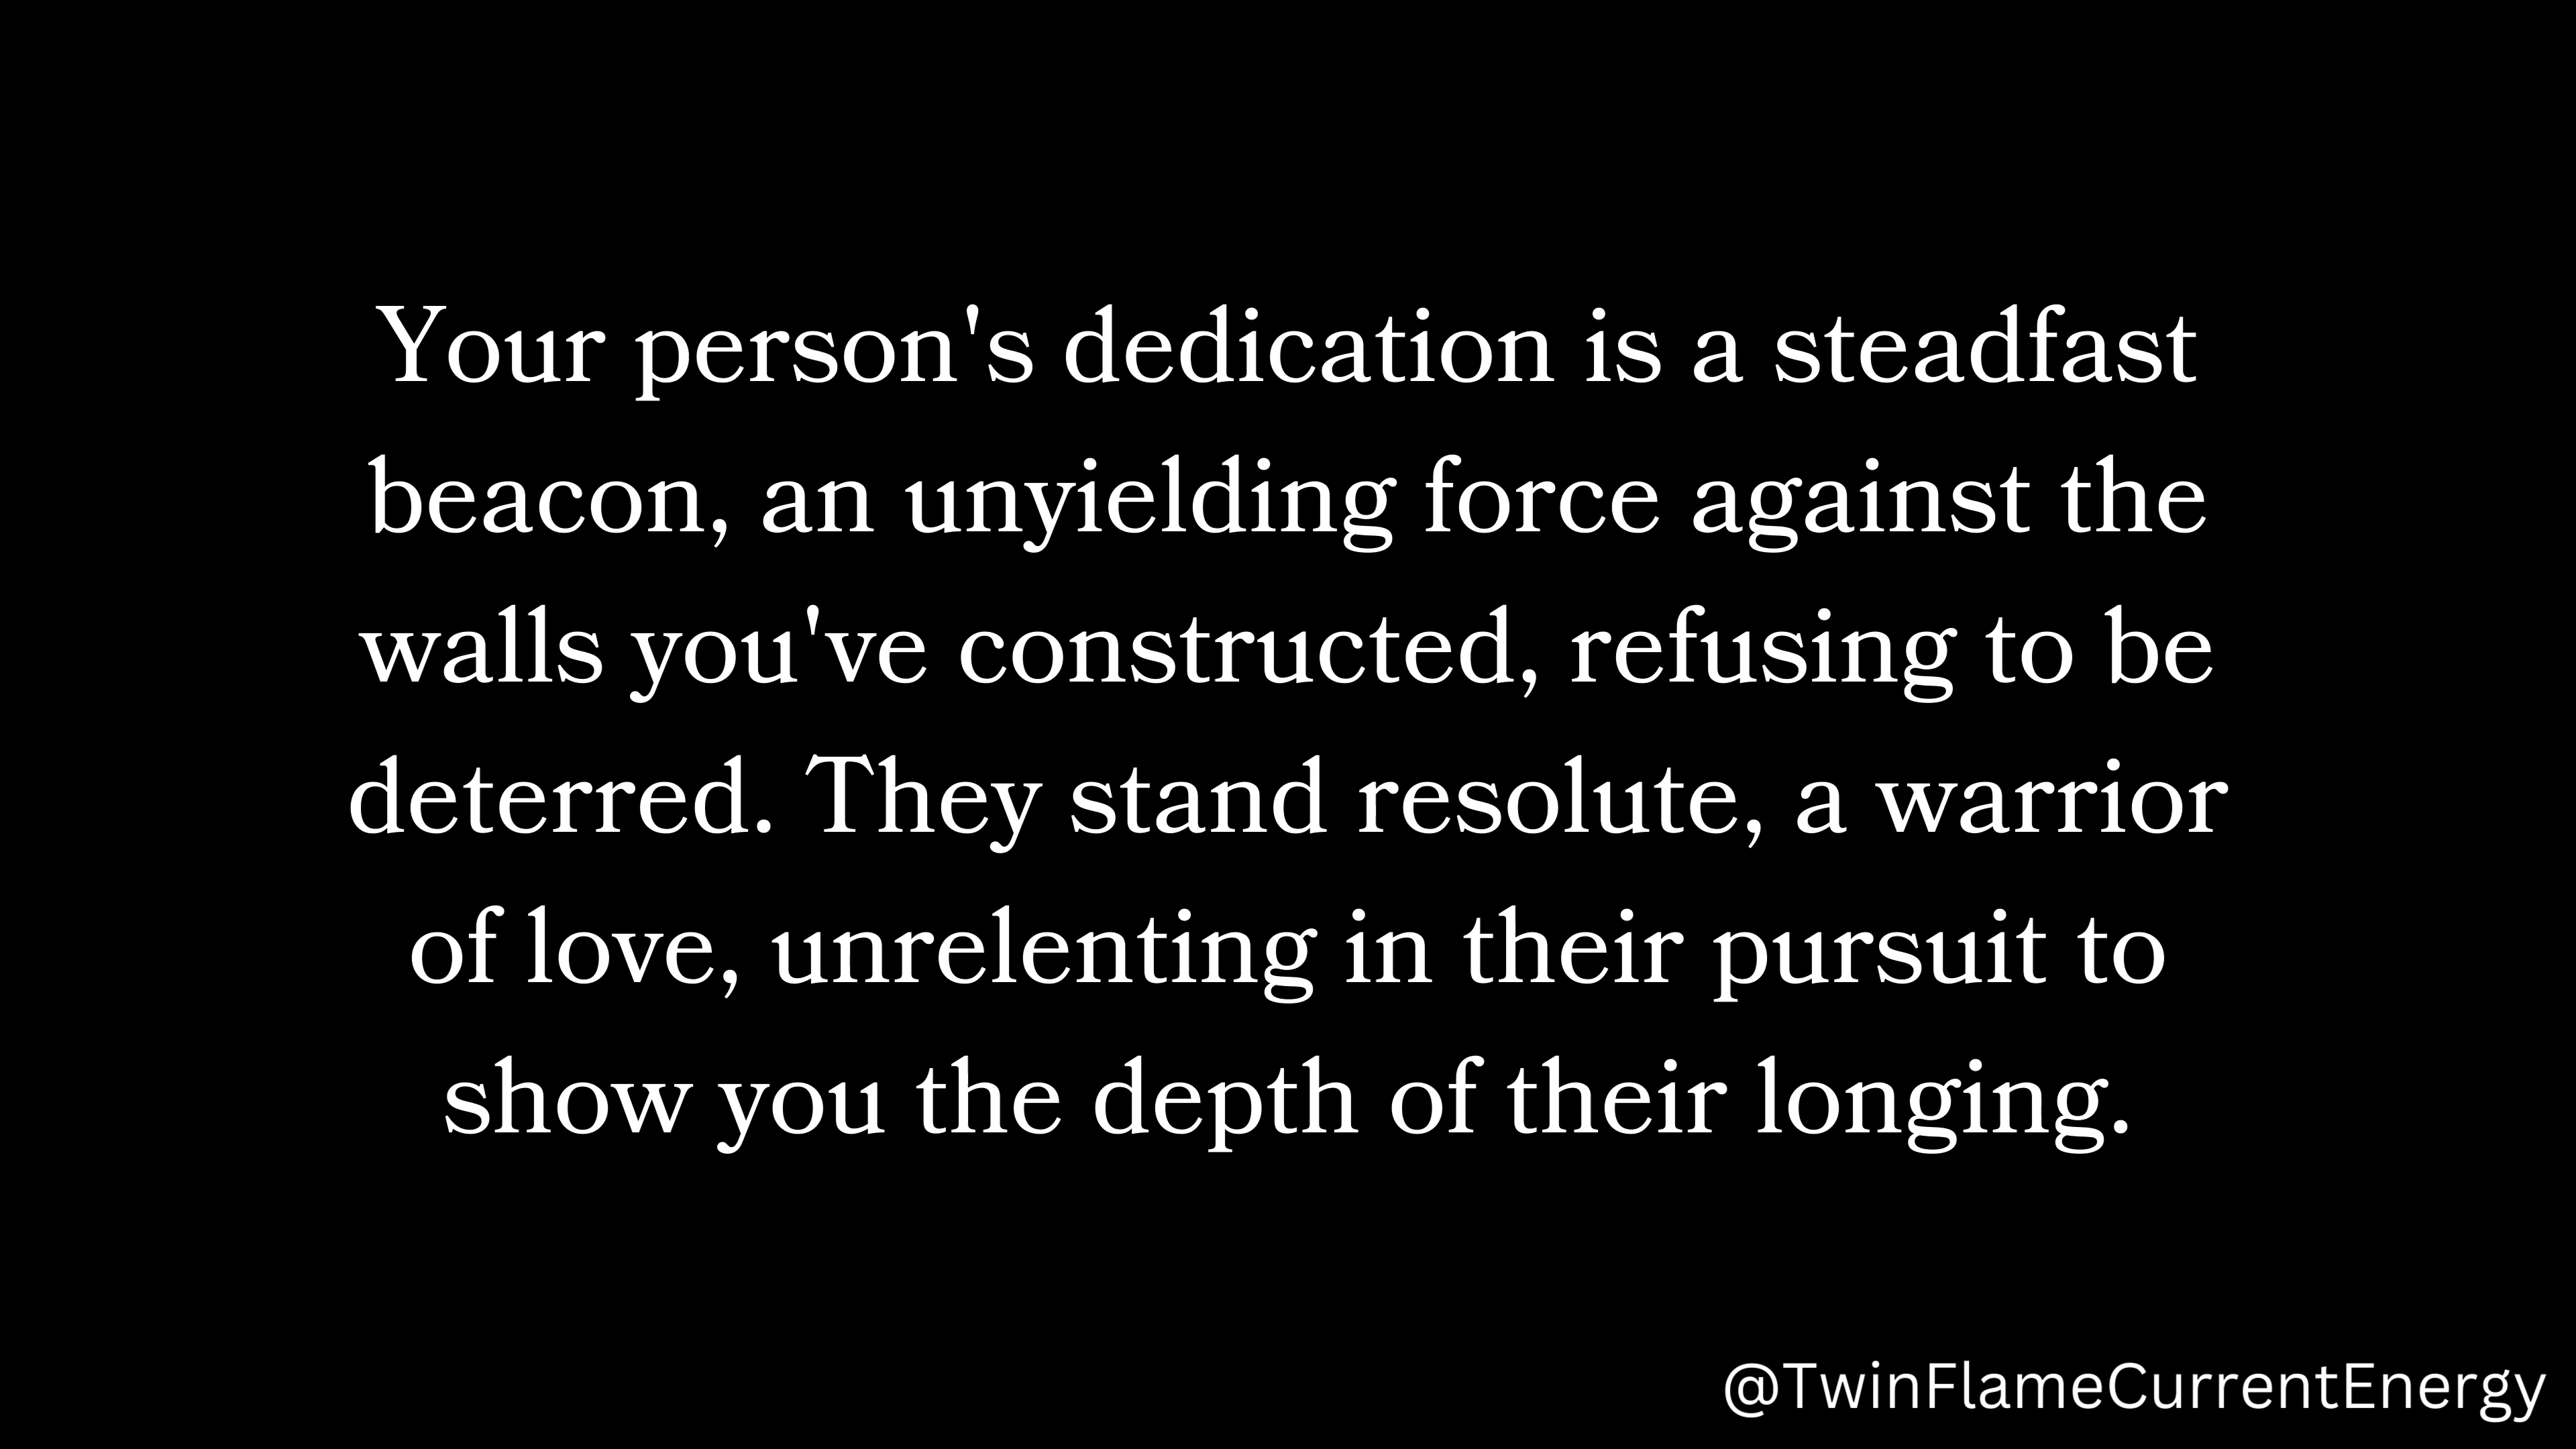 Your person's dedication is a steadfast
beacon, an unyielding force against the
walls you've constructed, refusing to be
deterred. They stand resolute, a warrior
of love, unrelenting in their pursuit to
show you the depth of their longing.
@TwinFlameCurrentEnergy